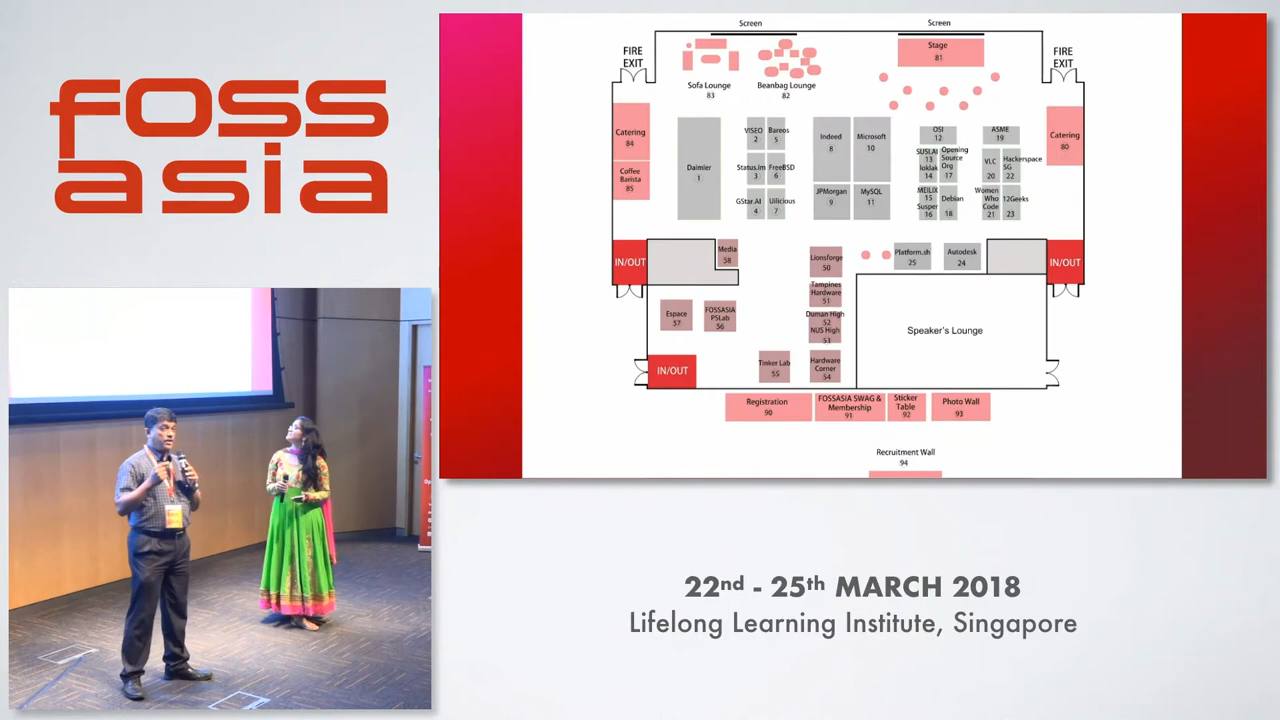 foss
asia
Screen
Screen
FIRE
EXIT
Stage
81
FIRE
EXIT
Sofa Lounge
83
Beanbag Lounge
82
Catering
84
Coffee
Barista
85
Daimler
1
VISEO
2
Bareos
5
Status.im
3
FreeBSD
6
GStar.AI
4
Uilicious
7
Indeed
8
Microsoft
10
JPMorgan
9
MySQL
11
OSI
12
SUSI.AI
13
loklak
14
Opening
Source
Org
17
MEILIX
15
Susper
16
Debian
18
ASME
19
VLC
20
Hackerspace
SG
22
Women
Who
Code
21
12Geeks
23
Catering
80
IN/OUT
Media
58
Lionsforge
50
Platform.sh
25
Autodesk
24
IN/OUT
Tampines
Hardware
51
Espace
57
FOSSASIA
PSLab
56
Duman High
52
NUS High
53
Speaker's Lounge
IN/OUT
Tinker Lab
55
Hardware
Corner
54
Registration
90
FOSSASIA SWAG &
Membership
91
Sticker
Table
92
Photo Wall
93
Recruitment Wall
94
22nd - 25th MARCH 2018
Lifelong Learning Institute, Singapore